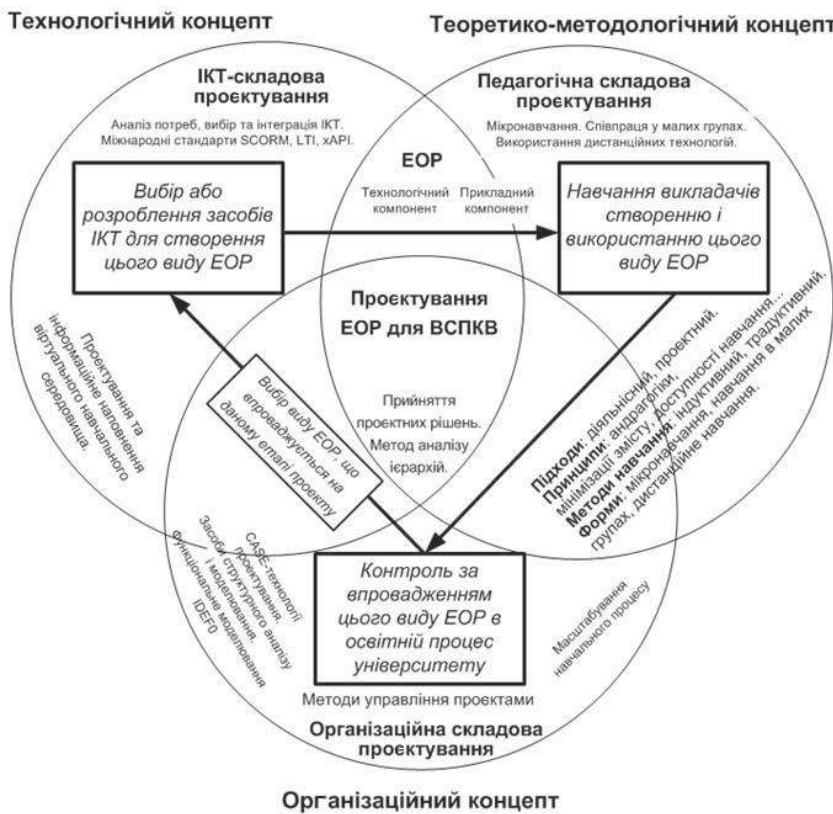 Технологічний концепт
Теоретико-методологічний концепт
ІКТ-складова
проєктування
Аналіз потреб, вибір та інтеграція ІКТ.
Міжнародні стандарти SCORM, LTI, xAPI.
Педагогічна складова
проєктування
Мікронавчання. Співпраця у малих групах.
Використання дистанційних технологій.
ЕОР
Технологічний
компонент
Прикладний
компонент
Вибір або
розроблення засобів
ІКТ для створення
цього виду ЕОР
Навчання викладачів
створенню і
використанню цього
виду ЕОР
Проєктування
ЕОР для ВСПКВ
Прийняття
проектних рішень.
Метод аналізу
ієрархій.
Проєктування та
інформаційне наповнення
віртуального навчального
середовища.
Вибір виду ЕОР, що
впроваджується на
даному етапі проекту
Підходи: діяльнісний, проектний.
Принципи: андрагогіки,
мінімізації змісту, доступності навчання...
Методи навчання: індуктивний, традуктивний.
Форми: мікронавчання, навчання в малих
групах, дистанційне навчання.
CASE-технології
проєктування.
Засоби структурного аналізу
і моделювання.
Функціональне моделювання
IDEF0
Контроль за
впровадженням
цього виду ЕОР в
освітній процес
університету
Масштабування
навчального процесу
Методи управління проектами
Організаційна складова
проєктування
Організаційний концепт